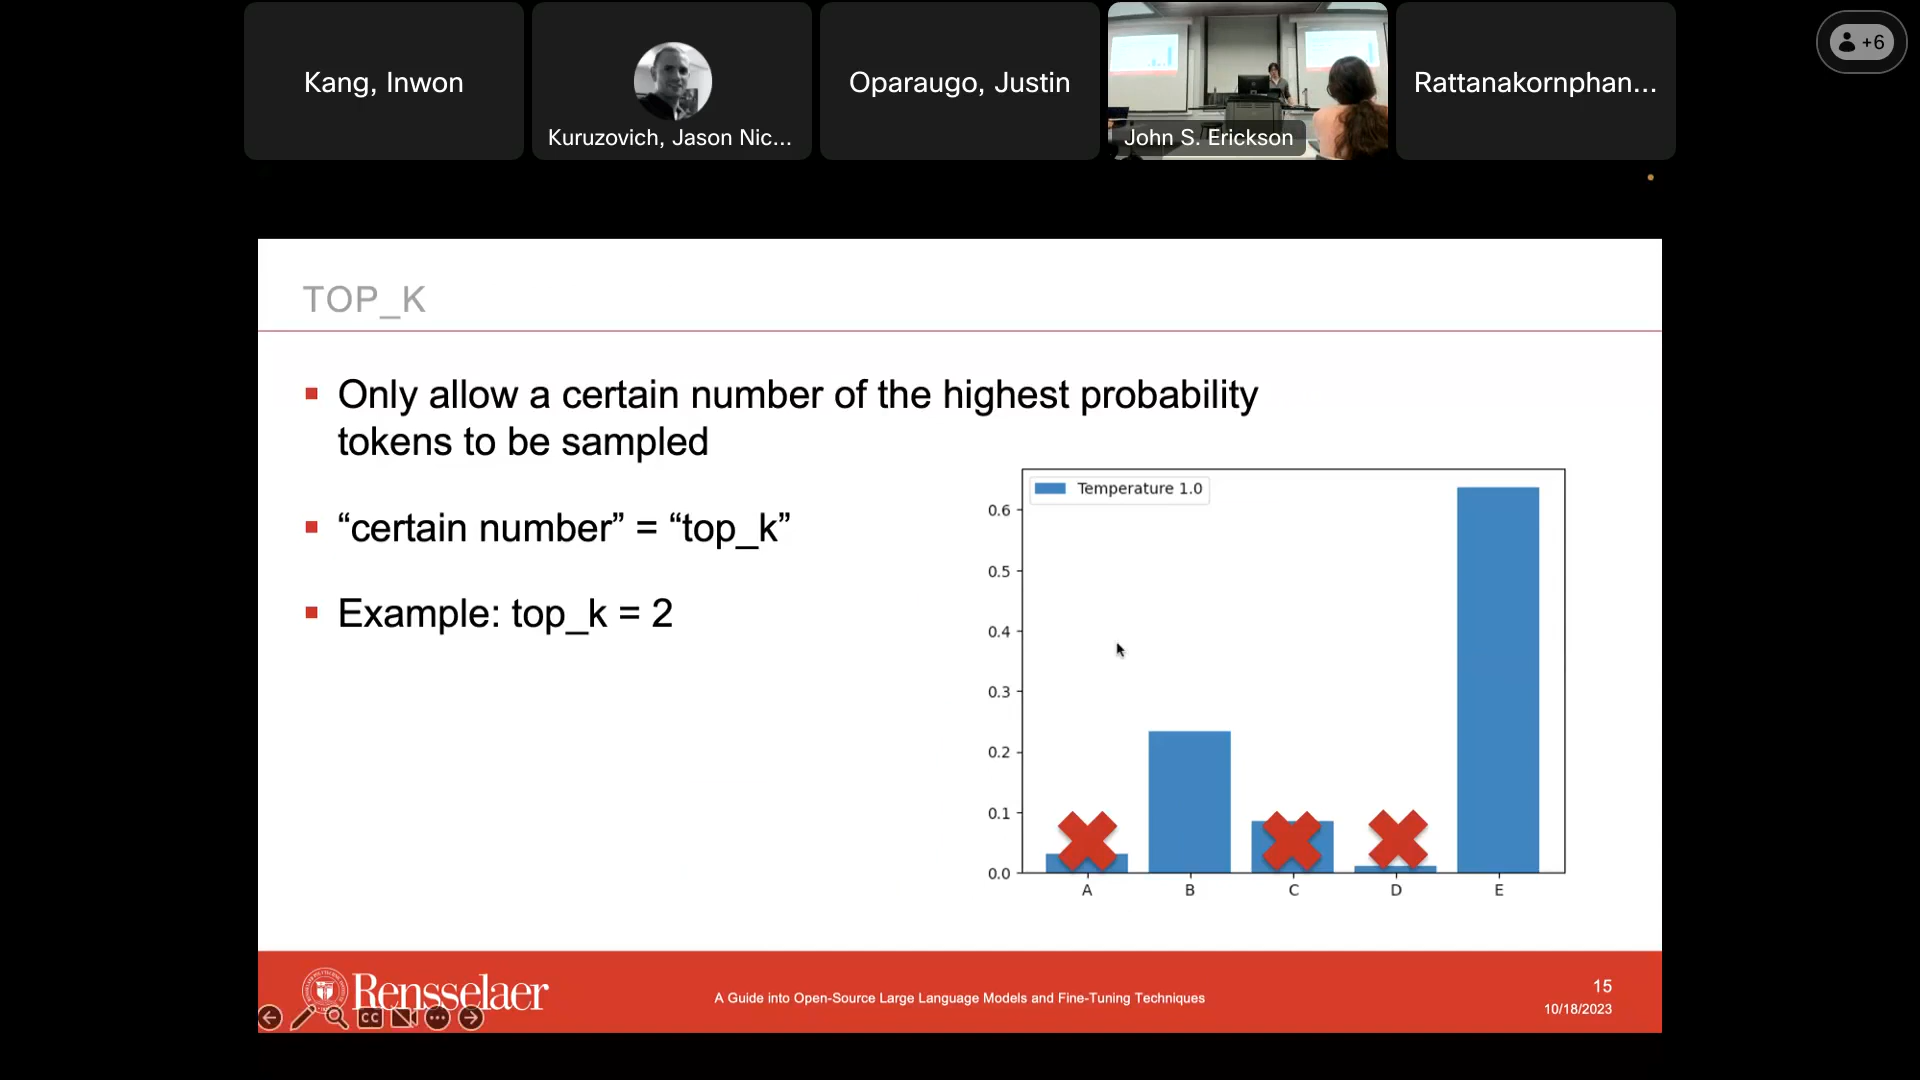 Kang, Inwon
Kuruzovich, Jason Nic...
Oparaugo, Justin
John S. Erickson
Rattanakornphan...
+6
TOP_K
▪ Only allow a certain number of the highest probability
tokens to be sampled
▪ “certain number” = “top_k”
▪ Example: top_k = 2
Temperature 1.0
0.6
0.5
0.4
0.3
0.2
0.1
0.0
A B C D E
Rensselaer
A Guide into Open-Source Large Language Models and Fine-Tuning Techniques
15
10/18/2023
CC